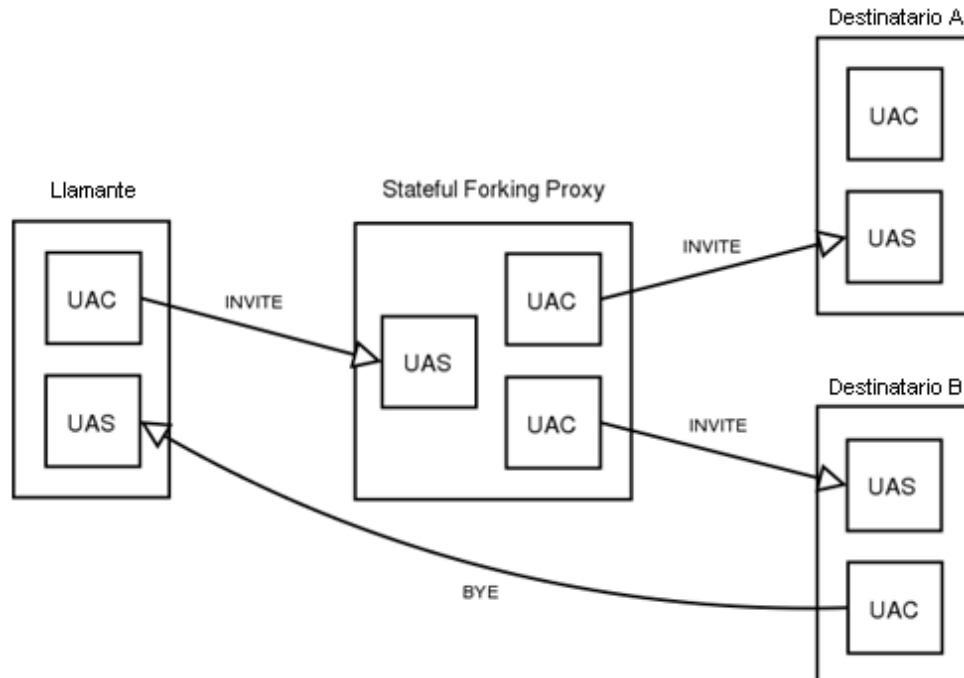 Destinatario A
UAC
UAS
INVITE
Llamante
UAC
UAS
INVITE
Stateful Forking Proxy
UAS
UAC
UAC
INVITE
Destinatario B
UAS
UAC
BYE